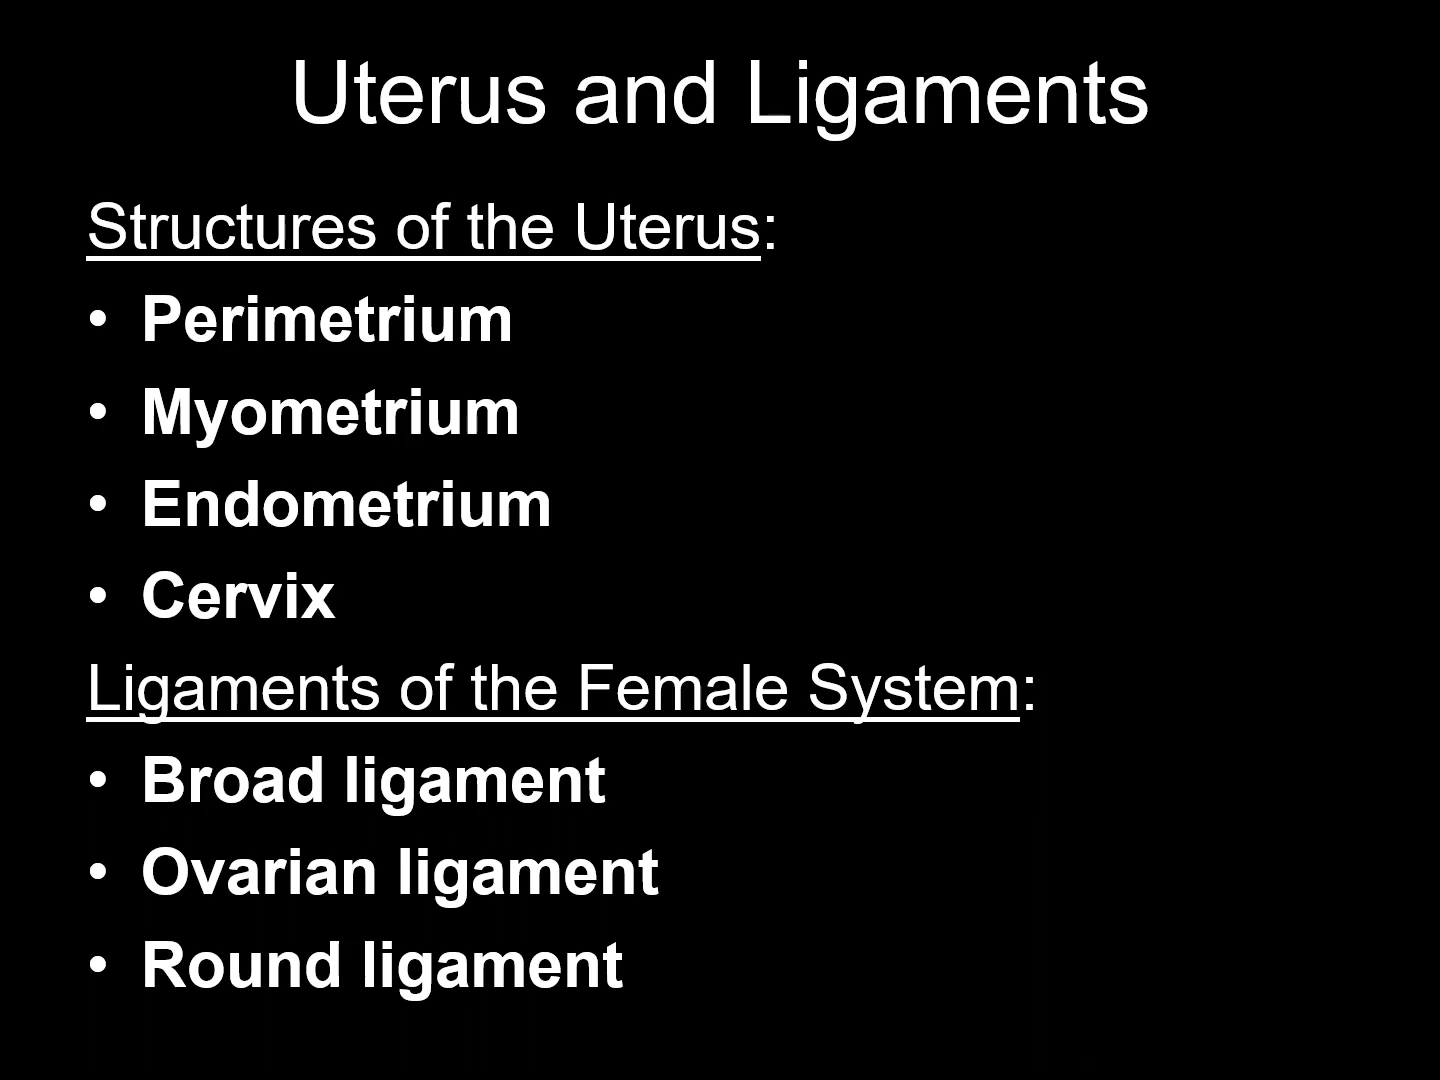 Uterus and Ligaments
Structures of the Uterus:
• Perimetrium
• Myometrium
• Endometrium
• Cervix
Ligaments of the Female System:
• Broad ligament
• Ovarian ligament
• Round ligament